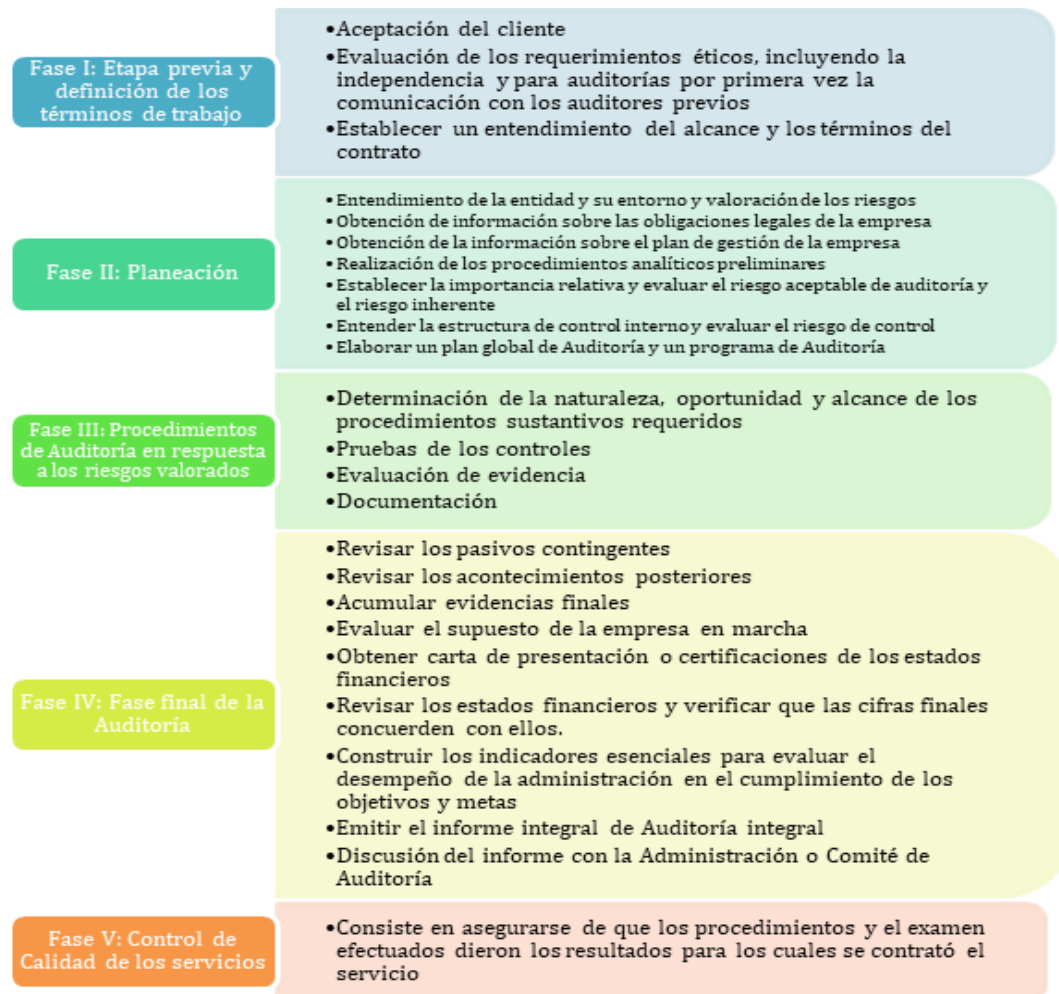 Fase I: Etapa previa y
definición de los
términos de trabajo
•Aceptación del cliente
•Evaluación de los requerimientos éticos, incluyendo la
independencia y para auditorías por primera vez la
comunicación con los auditores previos
•Establecer un entendimiento del alcance y los términos del
contrato
Fase II: Planeación
•Entendimiento de la entidad y su entorno y valoración de los riesgos
•Obtención de información sobre las obligaciones legales de la empresa
•Obtención de la información sobre el plan de gestión de la empresa
•Realización de los procedimientos analíticos preliminares
•Establecer la importancia relativa y evaluar el riesgo aceptable de auditoría y
el riesgo inherente
•Entender la estructura de control interno y evaluar el riesgo de control
•Elaborar un plan global de Auditoría y un programa de Auditoría
Fase III: Procedimientos
de Auditoría en respuesta
a los riesgos valorados
•Determinación de la naturaleza, oportunidad y alcance de los
procedimientos sustantivos requeridos
•Pruebas de los controles
•Evaluación de evidencia
•Documentación
Fase IV: Fase final de la
Auditoría
•Revisar los pasivos contingentes
•Revisar los acontecimientos posteriores
•Acumular evidencias finales
•Evaluar el supuesto de la empresa en marcha
•Obtener carta de presentación o certificaciones de los estados
financieros
•Revisar los estados financieros y verificar que las cifras finales
concuerden con ellos.
•Construir los indicadores esenciales para evaluar el
desempeño de la administración en el cumplimiento de los
objetivos y metas
•Emitir el informe integral de Auditoría integral
•Discusión del informe con la Administración o Comité de
Auditoría
Fase V: Control de
Calidad de los servicios
•Consiste en asegurarse de que los procedimientos y el examen
efectuados dieron los resultados para los cuales se contrató el
servicio